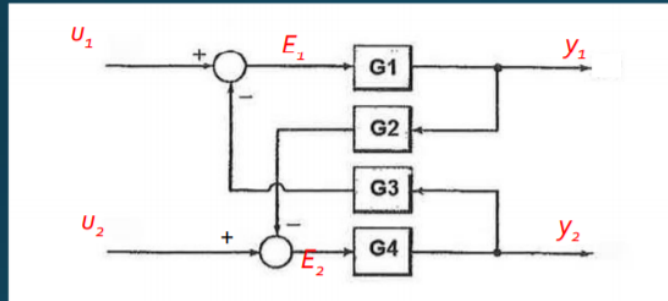 U₁ + E₁ G1 y₁
−
G2
G3
U₂ + − E₂ G4 y₂